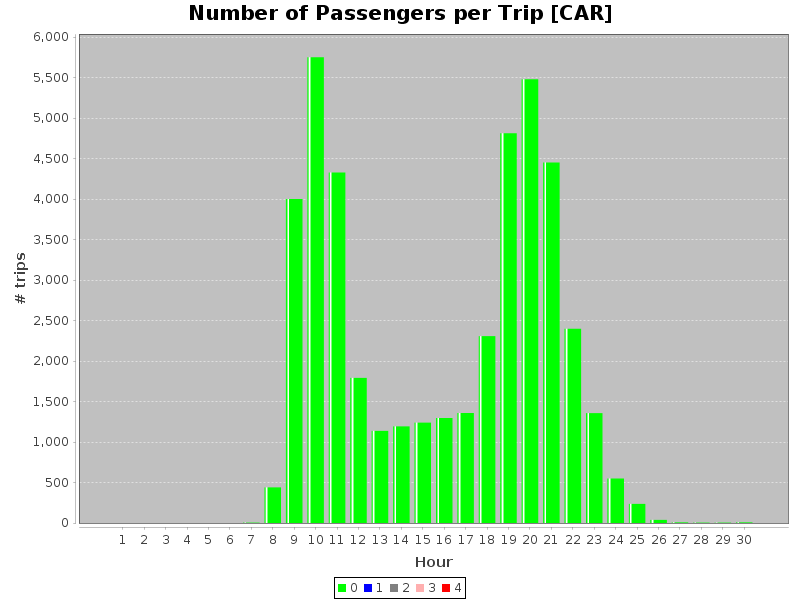 Number of Passengers per Trip [CAR]
6,000
5,500
5,000
4,500
4,000
3,500
3,000
2,500
2,000
1,500
1,000
500
0
# trips
1 2 3 4 5 6 7 8 9 10 11 12 13 14 15 16 17 18 19 20 21 22 23 24 25 26 27 28 29 30
Hour
0 1 2 3 4